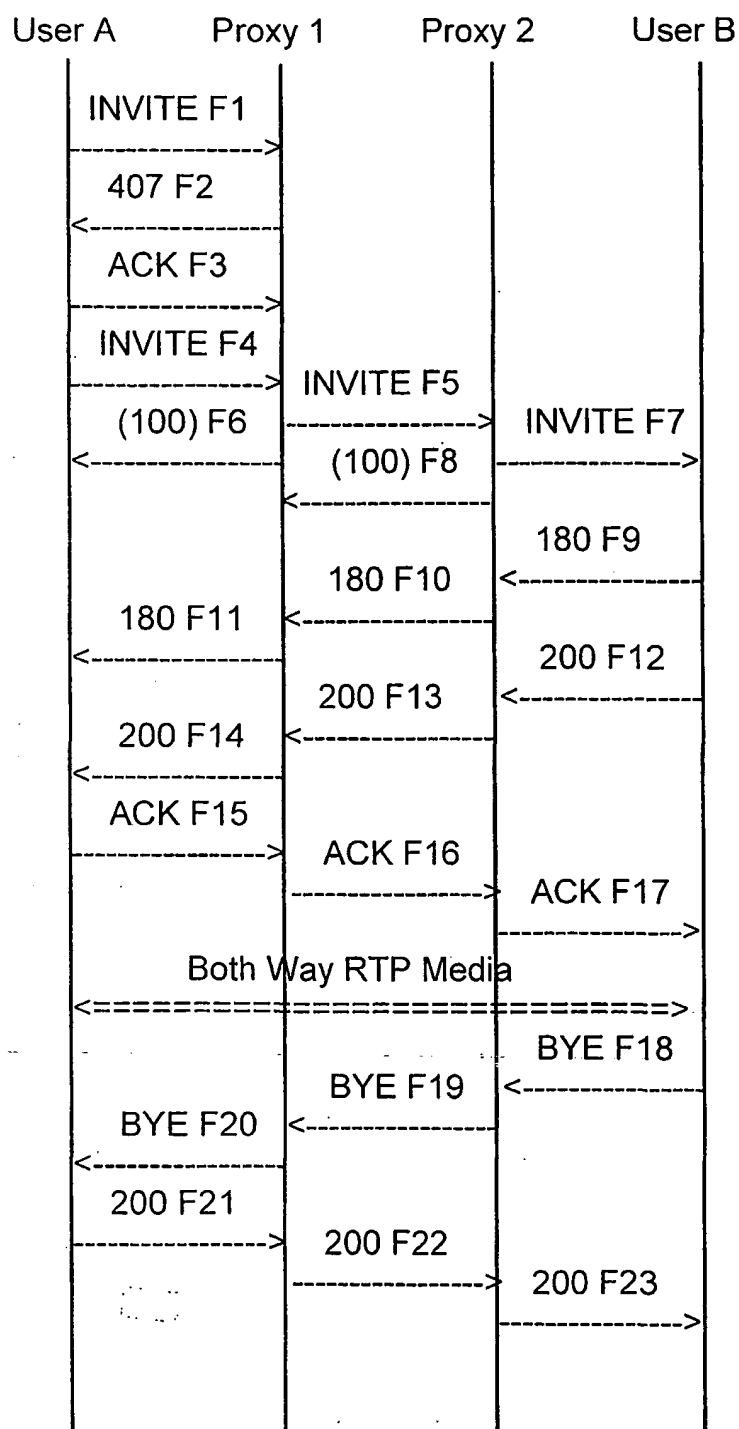 User A Proxy 1 Proxy 2 User B
INVITE F1
407 F2
ACK F3
INVITE F4
INVITE F5
(100) F6
INVITE F7
(100) F8
180 F9
180 F10
180 F11
200 F12
200 F13
200 F14
ACK F15
ACK F16
ACK F17
Both Way RTP Media
BYE F18
BYE F19
BYE F20
200 F21
200 F22
200 F23